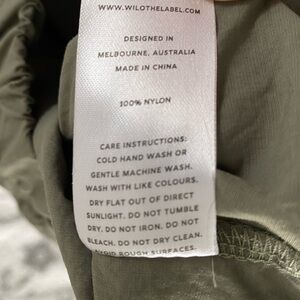 WWW.WILDTHELABEL.COM
DESIGNED IN
MELBOURNE, AUSTRALIA
MADE IN CHINA
100% NYLON
CARE INSTRUCTIONS:
COLD HAND WASH OR
GENTLE MACHINE WASH.
WASH WITH LIKE COLOURS.
DRY FLAT OUT OF DIRECT
SUNLIGHT. DO NOT TUMBLE
DRY. DO NOT IRON. DO NOT
BLEACH. DO NOT DRY CLEAN.
AVOID ROUGH SURFACES.